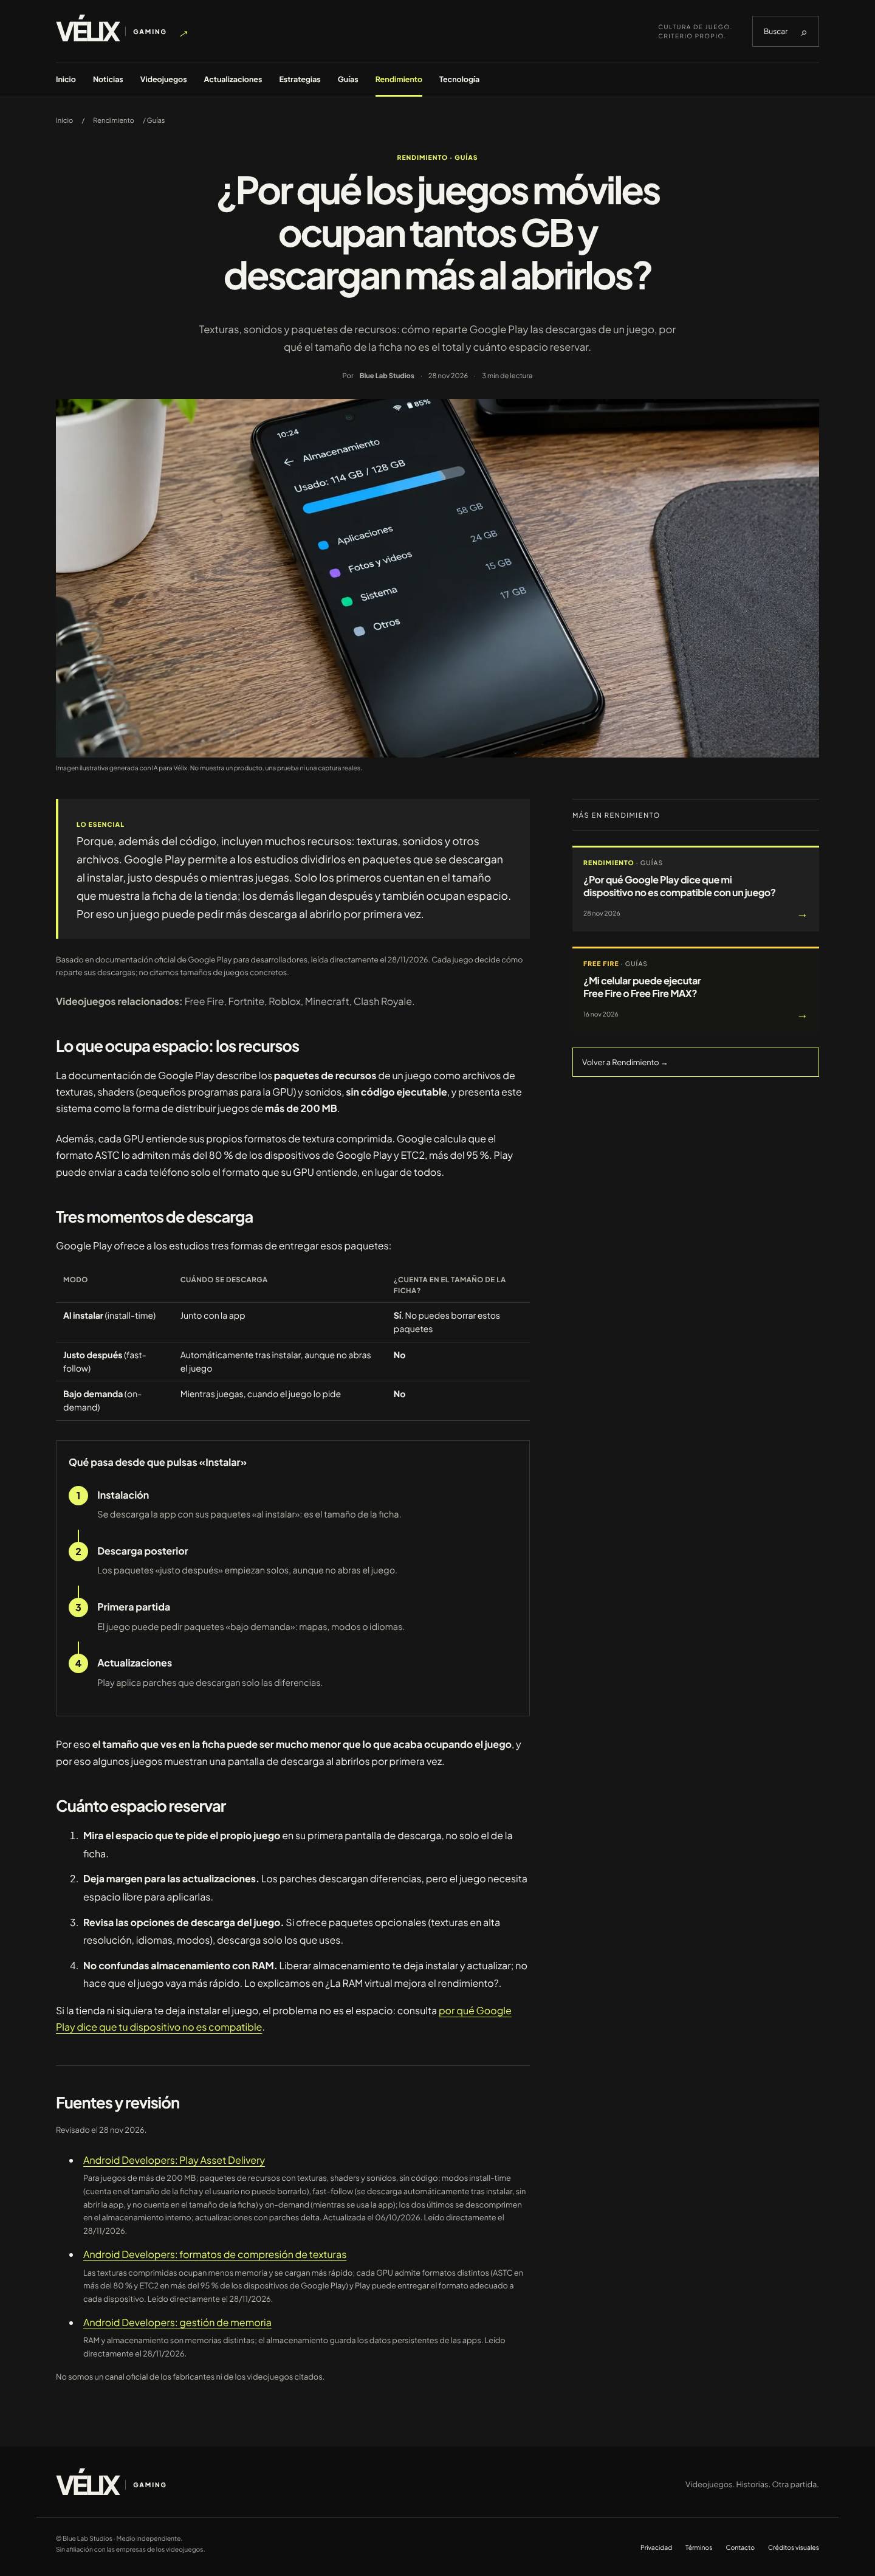 VÉLIX GAMING
CULTURA DE JUEGO.
CRITERIO PROPIO.
Buscar
Inicio Noticias Videojuegos Actualizaciones Estrategias Guías Rendimiento Tecnología
Inicio / Rendimiento / Guías
RENDIMIENTO · GUÍAS
¿Por qué los juegos móviles
ocupan tantos GB y
descargan más al abrirlos?
Texturas, sonidos y paquetes de recursos: cómo reparte Google Play las descargas de un juego, por
qué el tamaño de la ficha no es el total y cuánto espacio reservar.
Por Blue Lab Studios · 28 nov 2026 · 3 min de lectura
85%
10:24
← Almacenamiento
Usado: 114 GB / 128 GB
Aplicaciones 58 GB
Fotos y videos 24 GB
Sistema 15 GB
Otros 17 GB
Imagen ilustrativa generada con IA para Vélix. No muestra un producto, una prueba ni una captura reales.
LO ESENCIAL
Porque, además del código, incluyen muchos recursos: texturas, sonidos y otros
archivos. Google Play permite a los estudios dividirlos en paquetes que se descargan
al instalar, justo después o mientras juegas. Solo los primeros cuentan en el tamaño
que muestra la ficha de la tienda; los demás llegan después y también ocupan espacio.
Por eso un juego puede pedir más descarga al abrirlo por primera vez.
Basado en documentación oficial de Google Play para desarrolladores, leída directamente el 28/11/2026. Cada juego decide cómo
reparte sus descargas; no citamos tamaños de juegos concretos.
Videojuegos relacionados: Free Fire, Fortnite, Roblox, Minecraft, Clash Royale.
Lo que ocupa espacio: los recursos
La documentación de Google Play describe los paquetes de recursos de un juego como archivos de
texturas, shaders (pequeños programas para la GPU) y sonidos, sin código ejecutable, y presenta este
sistema como la forma de distribuir juegos de más de 200 MB.
Además, cada GPU entiende sus propios formatos de textura comprimida. Google calcula que el
formato ASTC lo admiten más del 80 % de los dispositivos de Google Play y ETC2, más del 95 %. Play
puede enviar a cada teléfono solo el formato que su GPU entiende, en lugar de todos.
Tres momentos de descarga
Google Play ofrece a los estudios tres formas de entregar esos paquetes:
MODO CUÁNDO SE DESCARGA ¿CUENTA EN EL TAMAÑO DE LA
FICHA?
Al instalar (install-time) Junto con la app Sí. No puedes borrar estos
paquetes
Justo después (fast-
follow) Automáticamente tras instalar, aunque no abras
el juego No
Bajo demanda (on-
demand) Mientras juegas, cuando el juego lo pide No
Qué pasa desde que pulsas «Instalar»
1 Instalación
Se descarga la app con sus paquetes «al instalar»: es el tamaño de la ficha.
2 Descarga posterior
Los paquetes «justo después» empiezan solos, aunque no abras el juego.
3 Primera partida
El juego puede pedir paquetes «bajo demanda»: mapas, modos o idiomas.
4 Actualizaciones
Play aplica parches que descargan solo las diferencias.
Por eso el tamaño que ves en la ficha puede ser mucho menor que lo que acaba ocupando el juego, y
por eso algunos juegos muestran una pantalla de descarga al abrirlos por primera vez.
Cuánto espacio reservar
1. Mira el espacio que te pide el propio juego en su primera pantalla de descarga, no solo el de la
ficha.
2. Deja margen para las actualizaciones. Los parches descargan diferencias, pero el juego necesita
espacio libre para aplicarlas.
3. Revisa las opciones de descarga del juego. Si ofrece paquetes opcionales (texturas en alta
resolución, idiomas, modos), descarga solo los que uses.
4. No confundas almacenamiento con RAM. Liberar almacenamiento te deja instalar y actualizar; no
hace que el juego vaya más rápido. Lo explicamos en ¿La RAM virtual mejora el rendimiento?.
Si la tienda ni siquiera te deja instalar el juego, el problema no es el espacio: consulta por qué Google
Play dice que tu dispositivo no es compatible.
Fuentes y revisión
Revisado el 28 nov 2026.
• Android Developers: Play Asset Delivery
Para juegos de más de 200 MB; paquetes de recursos con texturas, shaders y sonidos, sin código; modos install-time
(cuenta en el tamaño de la ficha y el usuario no puede borrarlo), fast-follow (se descarga automáticamente tras instalar, sin
abrir la app, y no cuenta en el tamaño de la ficha) y on-demand (mientras se usa la app); los dos últimos se descomprimen
en el almacenamiento interno; actualizaciones con parches delta. Actualizada el 06/10/2026. Leído directamente el
28/11/2026.
• Android Developers: formatos de compresión de texturas
Las texturas comprimidas ocupan menos memoria y se cargan más rápido; cada GPU admite formatos distintos (ASTC en
más del 80 % y ETC2 en más del 95 % de los dispositivos de Google Play) y Play puede entregar el formato adecuado a
cada dispositivo. Leído directamente el 28/11/2026.
• Android Developers: gestión de memoria
RAM y almacenamiento son memorias distintas; el almacenamiento guarda los datos persistentes de las apps. Leído
directamente el 28/11/2026.
No somos un canal oficial de los fabricantes ni de los videojuegos citados.
MÁS EN RENDIMIENTO
RENDIMIENTO · GUÍAS
¿Por qué Google Play dice que mi
dispositivo no es compatible con un juego?
28 nov 2026 →
FREE FIRE · GUÍAS
¿Mi celular puede ejecutar
Free Fire o Free Fire MAX?
16 nov 2026 →
Volver a Rendimiento →
VÉLIX GAMING
Videojuegos. Historias. Otra partida.
© Blue Lab Studios · Medio independiente.
Sin afiliación con las empresas de los videojuegos.
Privacidad Términos Contacto Créditos visuales